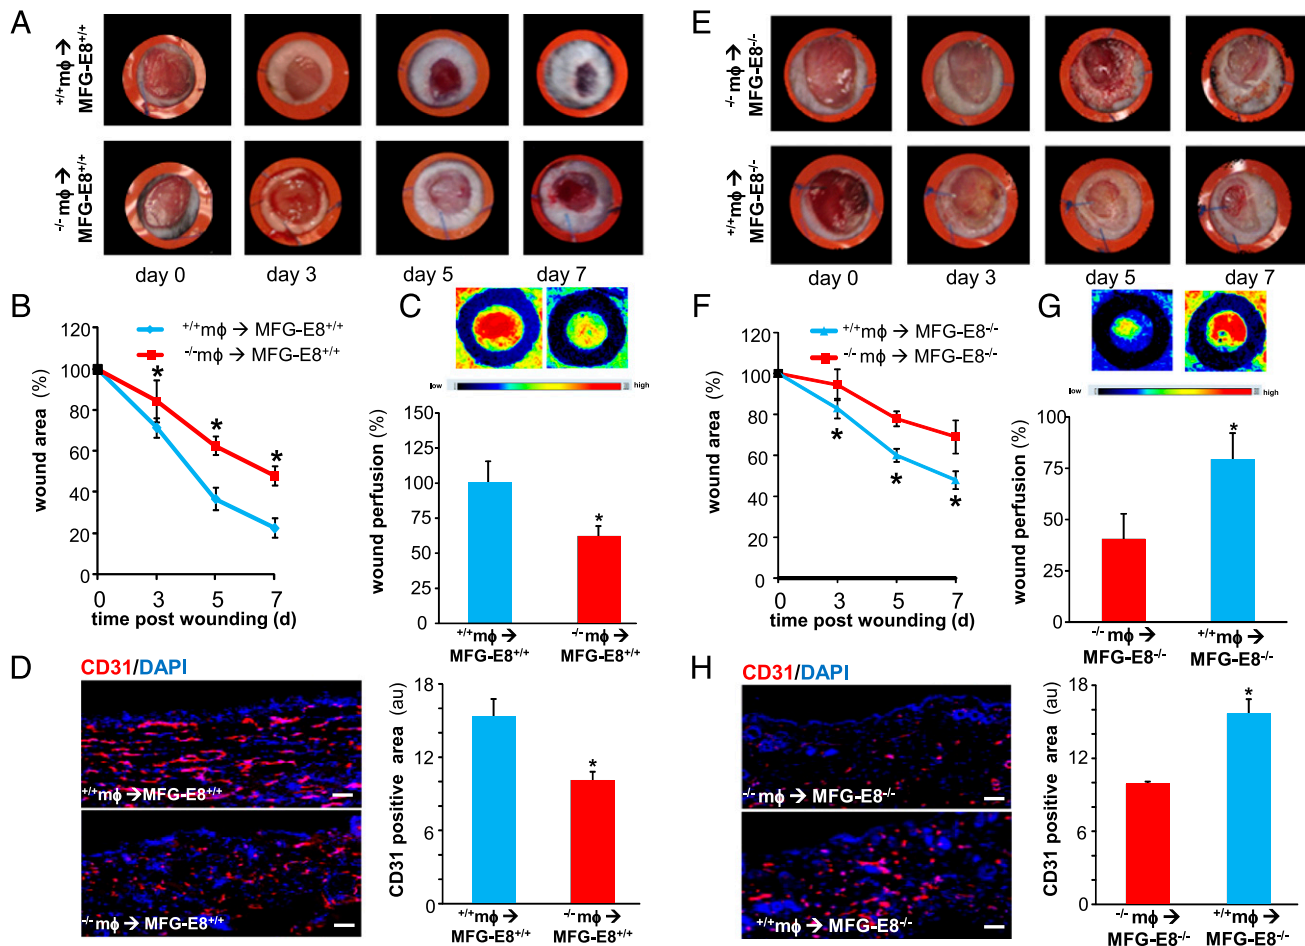 A
+/+mϕ → MFG-E8+/+
-/- mϕ → MFG-E8+/+
day 0 day 3 day 5 day 7
B
120
100
80
60
40
20
0
0 3 5 7
wound area (%)
time post wounding (d)
+/+mϕ → MFG-E8+/+
-/-mϕ → MFG-E8+/+
*
*
*
C
low high
wound perfusion (%)
150
125
100
75
50
25
0
*
+/+mϕ → MFG-E8+/+
-/-mϕ → MFG-E8+/+
D
CD31/DAPI
+/+mϕ → MFG-E8+/+
-/-mϕ → MFG-E8+/+
CD31 positive area (au)
18
12
6
0
*
+/+mϕ → MFG-E8+/+
-/-mϕ → MFG-E8+/+
E
-/- mϕ → MFG-E8-/-
+/+mϕ → MFG-E8-/-
day 0 day 3 day 5 day 7
F
120
100
80
60
40
20
0
0 3 5 7
wound area (%)
time post wounding (d)
+/+mϕ → MFG-E8-/-
-/- mϕ → MFG-E8-/-
*
*
*
G
low high
wound perfusion (%)
100
75
50
25
0
*
-/- mϕ → MFG-E8-/-
+/+mϕ → MFG-E8-/-
H
CD31/DAPI
-/- mϕ → MFG-E8-/-
+/+mϕ → MFG-E8-/-
CD31 positive area (au)
18
12
6
0
*
-/- mϕ → MFG-E8-/-
+/+mϕ → MFG-E8-/-